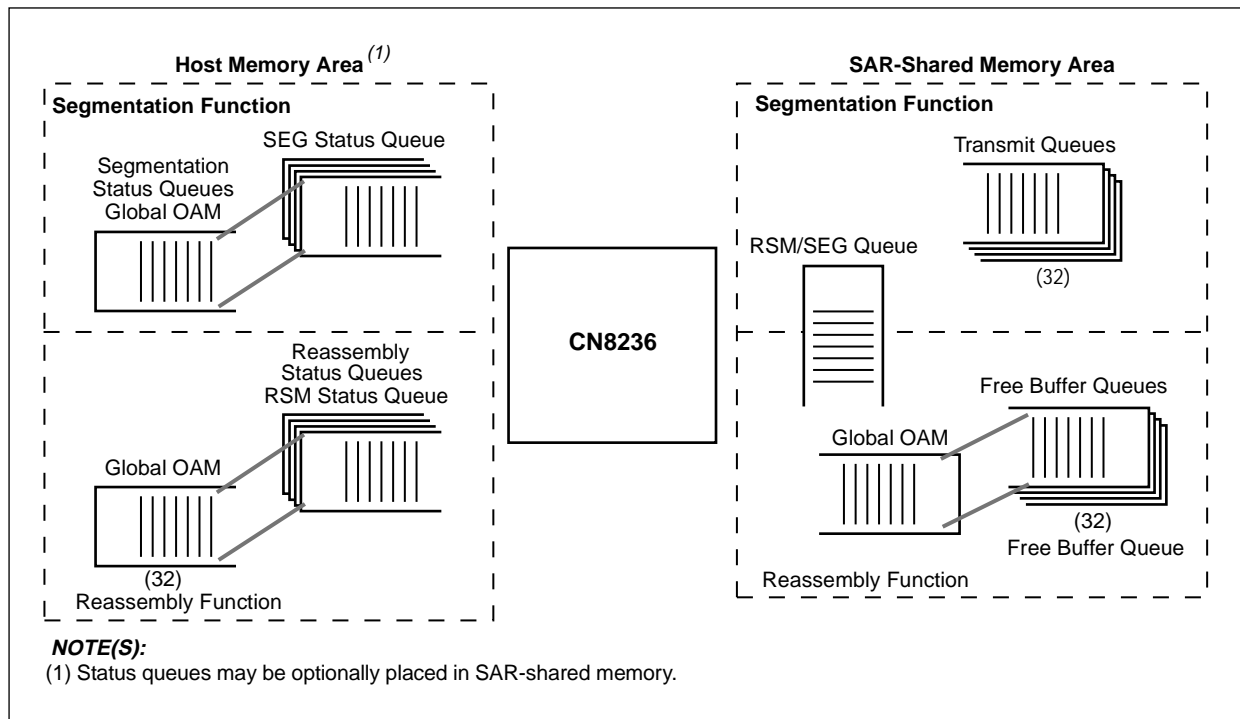 Host Memory Area (1)
Segmentation Function
SEG Status Queue
Segmentation
Status Queues
Global OAM
Reassembly
Status Queues
RSM Status Queue
Global OAM
(32)
Reassembly Function
CN8236
SAR-Shared Memory Area
Segmentation Function
Transmit Queues
(32)
RSM/SEG Queue
Free Buffer Queues
Global OAM
(32)
Free Buffer Queue
Reassembly Function
NOTE(S):
(1) Status queues may be optionally placed in SAR-shared memory.